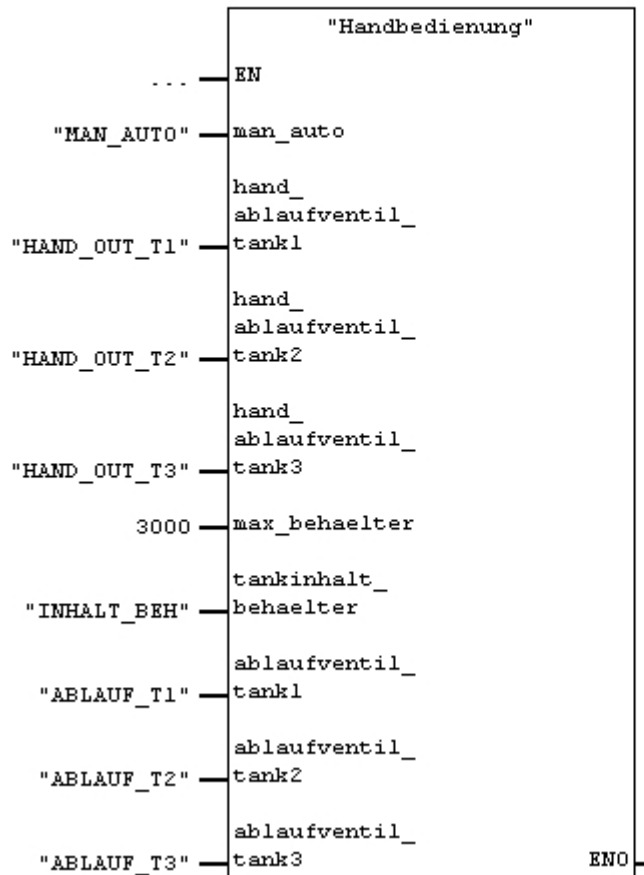 "Handbedienung"
... EN
"MAN_AUTO" man_auto
hand_
ablaufventil_
"HAND_OUT_T1" tank1
hand_
ablaufventil_
"HAND_OUT_T2" tank2
hand_
ablaufventil_
"HAND_OUT_T3" tank3
3000 max_behaelter
tankinhalt_
"INHALT_BEH" behaelter
ablaufventil_
"ABLAUF_T1" tank1
ablaufventil_
"ABLAUF_T2" tank2
ablaufventil_
"ABLAUF_T3" tank3 ENO